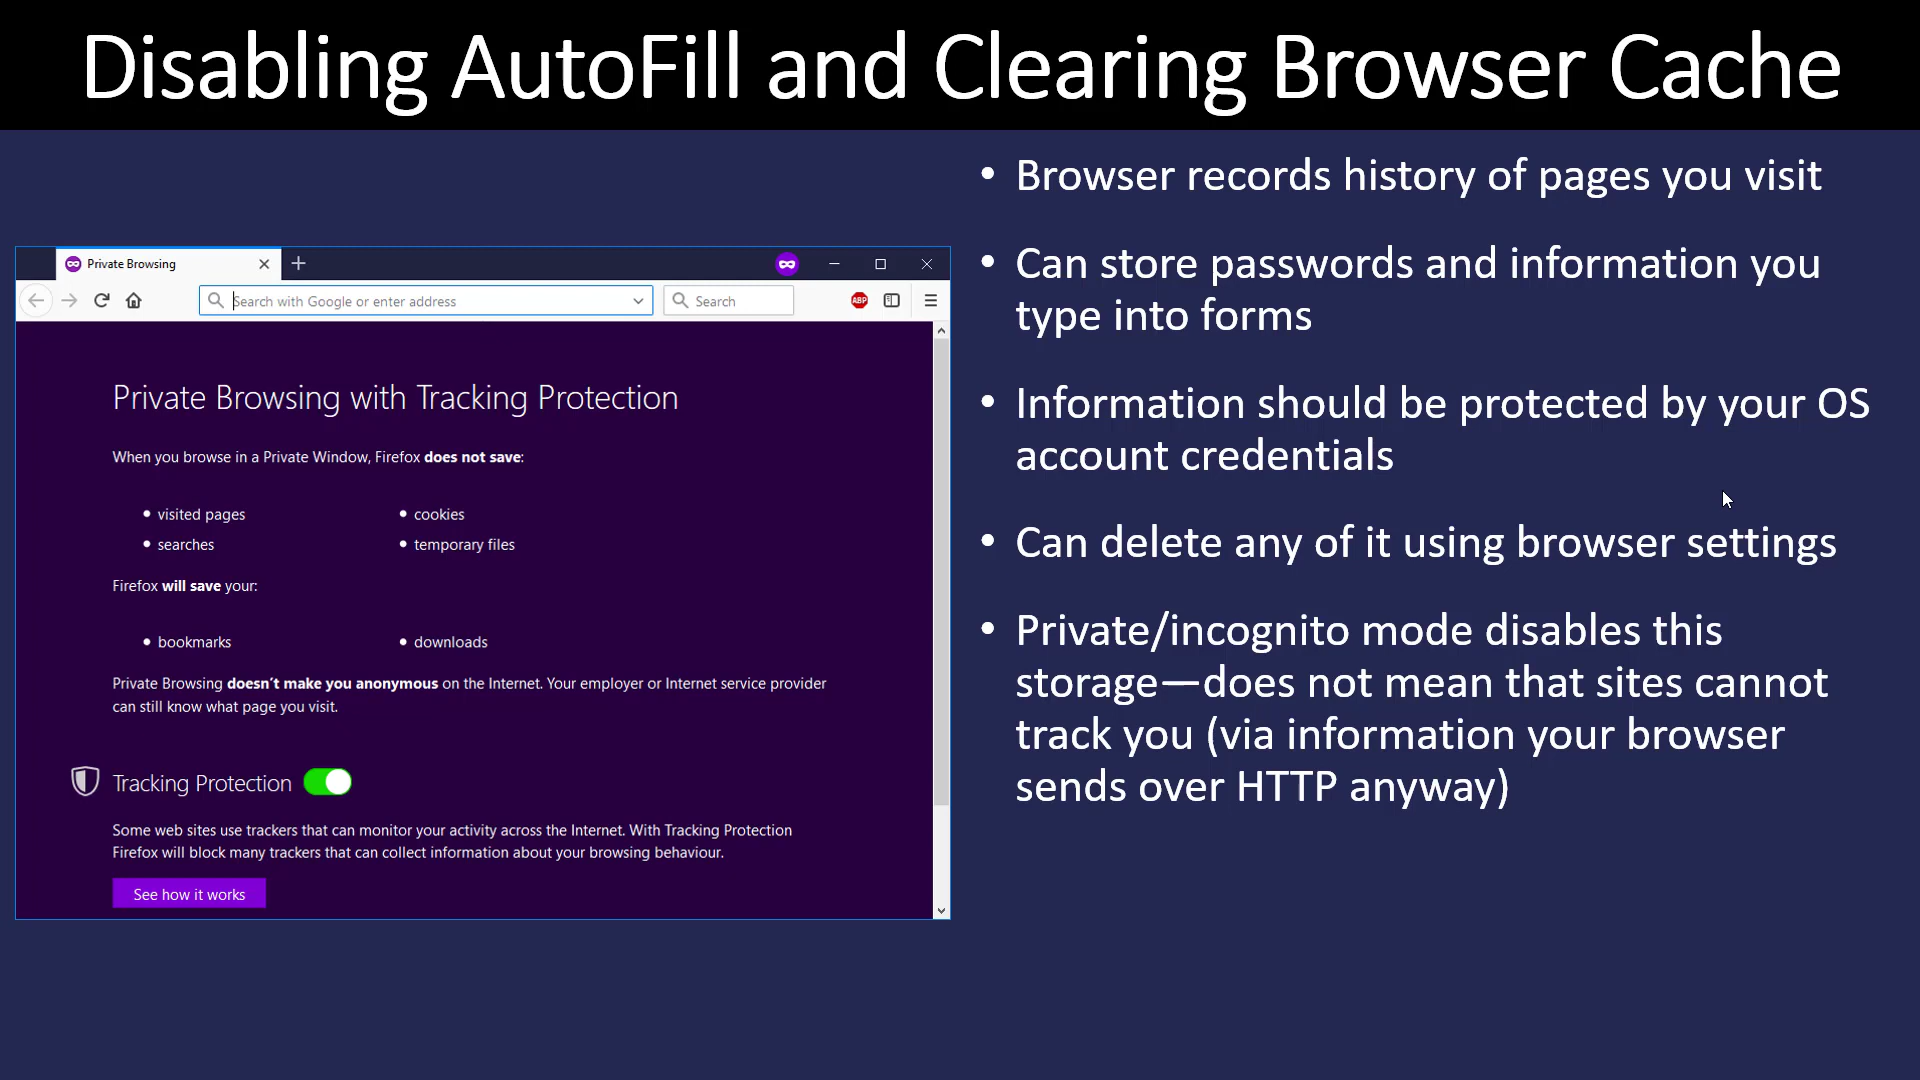 Disabling AutoFill and Clearing Browser Cache
Private Browsing
Search with Google or enter address
Search
ABP
Private Browsing with Tracking Protection
When you browse in a Private Window, Firefox does not save:
• visited pages
• cookies
• searches
• temporary files
Firefox will save your:
• bookmarks
• downloads
Private Browsing doesn't make you anonymous on the Internet. Your employer or Internet service provider
can still know what page you visit.
Tracking Protection
Some web sites use trackers that can monitor your activity across the Internet. With Tracking Protection
Firefox will block many trackers that can collect information about your browsing behaviour.
See how it works
• Browser records history of pages you visit
• Can store passwords and information you
type into forms
• Information should be protected by your OS
account credentials
• Can delete any of it using browser settings
• Private/incognito mode disables this
storage—does not mean that sites cannot
track you (via information your browser
sends over HTTP anyway)